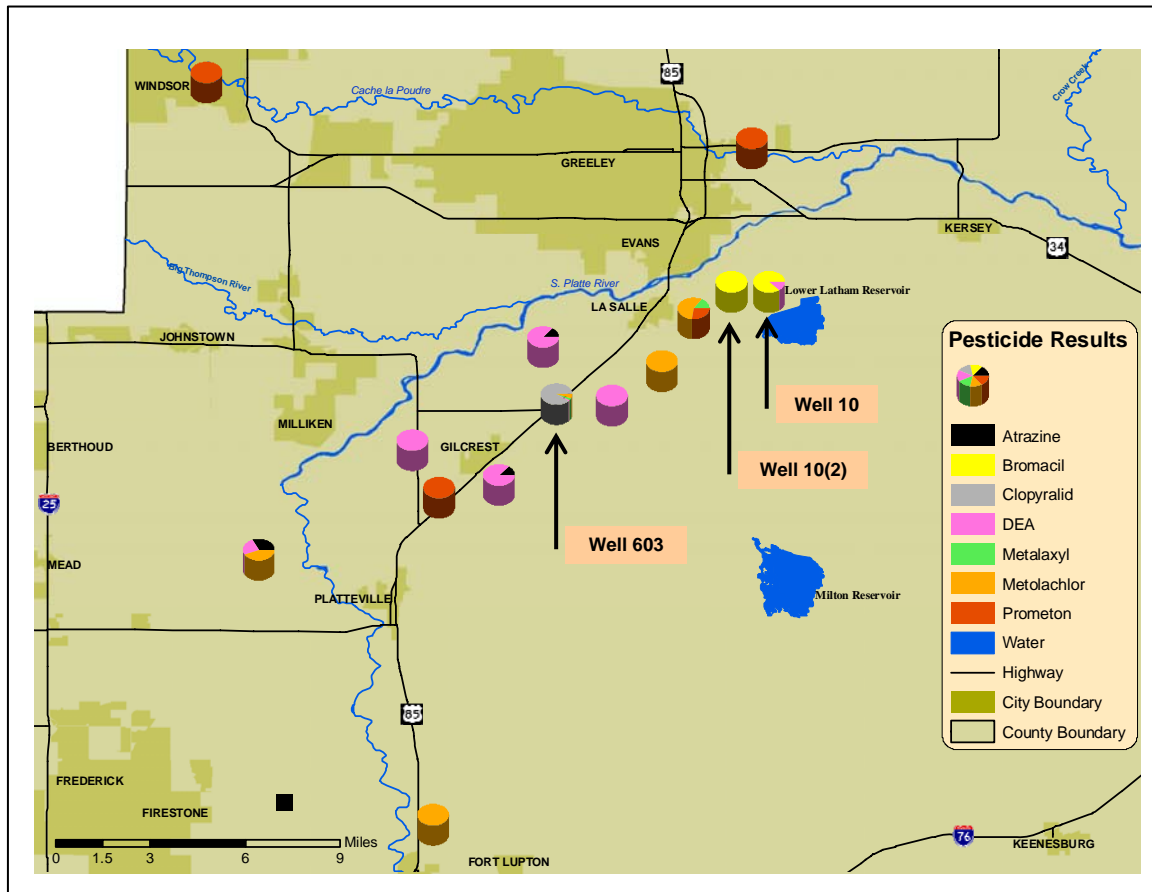 WINDSOR
85
Cache la Poudre
Crow Creek
GREELEY
EVANS
KERSEY
34
Big Thompson River
S. Platte River
LA SALLE
Lower Latham Reservoir
JOHNSTOWN
Pesticide Results
Well 10
MILLIKEN
BERTHOUD
GILCREST
Atrazine
Bromacil
Well 10(2)
Clopyralid
25
DEA
Well 603
Metalaxyl
MEAD
Metolachlor
PLATTEVILLE
Milton Reservoir
Prometon
Water
Highway
85
City Boundary
County Boundary
FREDERICK
FIRESTONE
Miles
0 1.5 3 6 9
76
KEENESBURG
FORT LUPTON